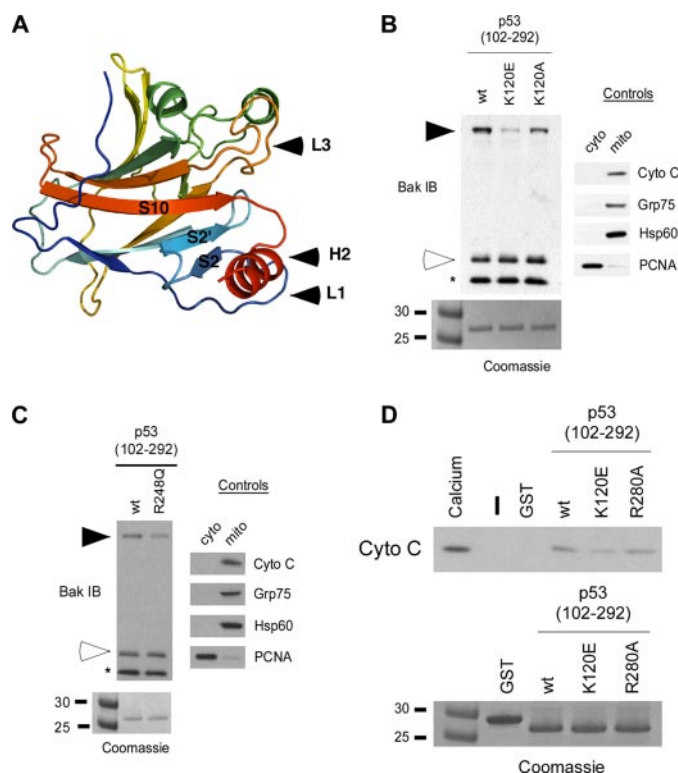 A
L3
S10
S2'
S2
H2
L1
B
p53
(102-292)
wt
K120E
K120A
Bak IB
*
30
25
Coomassie
Controls
cyto
mito
Cyto C
Grp75
Hsp60
PCNA
C
p53
(102-292)
wt
R248Q
Bak IB
*
30
25
Coomassie
Controls
cyto
mito
Cyto C
Grp75
Hsp60
PCNA
D
p53
(102-292)
Calcium
–
GST
wt
K120E
R280A
Cyto C
p53
(102-292)
GST
wt
K120E
R280A
30
25
Coomassie